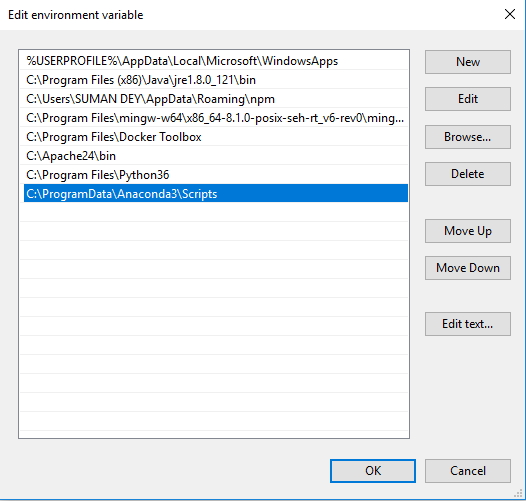 Edit environment variable
%USERPROFILE%\AppData\Local\Microsoft\WindowsApps
C:\Program Files (x86)\Java\jre1.8.0_121\bin
C:\Users\SUMAN DEY\AppData\Roaming\npm
C:\Program Files\mingw-w64\x86_64-8.1.0-posix-seh-rt_v6-rev0\ming...
C:\Program Files\Docker Toolbox
C:\Apache24\bin
C:\Program Files\Python36
C:\ProgramData\Anaconda3\Scripts
New
Edit
Browse...
Delete
Move Up
Move Down
Edit text...
OK
Cancel